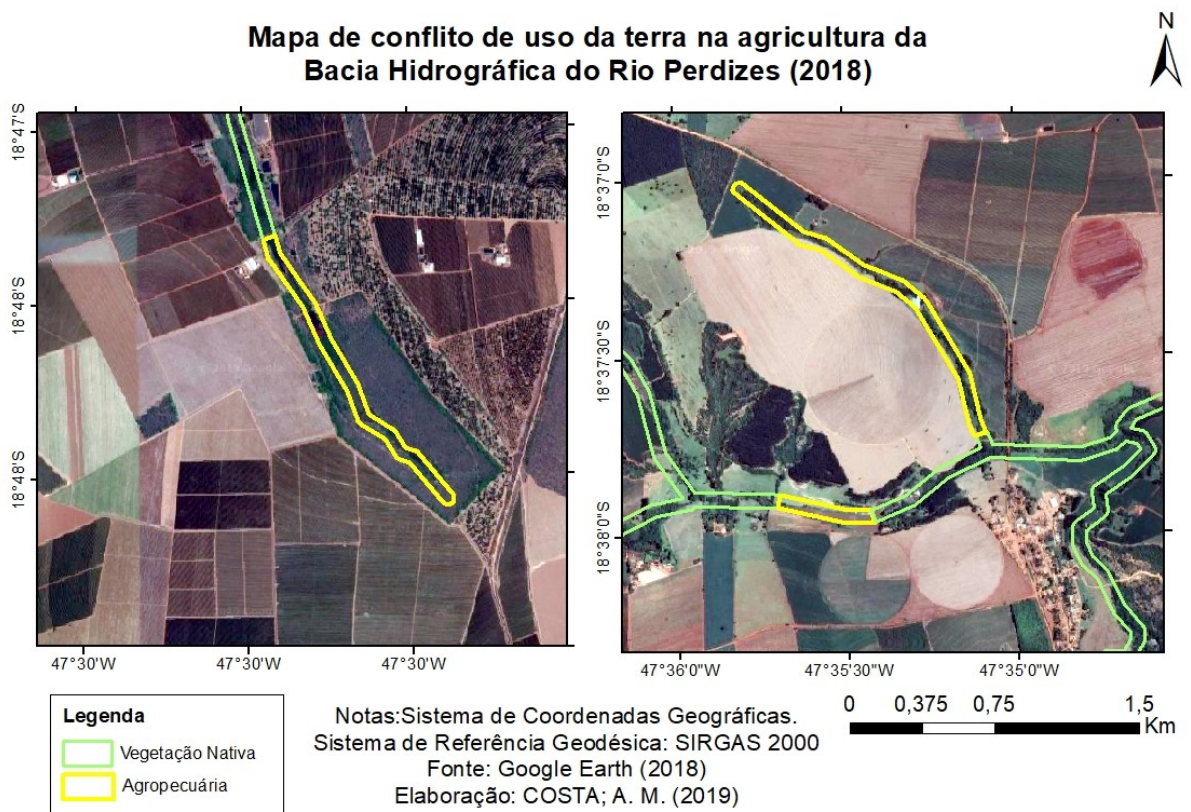 Mapa de conflito de uso da terra na agricultura da
Bacia Hidrográfica do Rio Perdizes (2018)
N
18°47'S
18°48'S
18°48'S
47°30'W
47°30'W
47°30'W
18°37'0"S
18°37'30"S
18°38'0"S
47°36'0"W
47°35'30"W
47°35'0"W
Legenda
Vegetação Nativa
Agropecuária
Notas:Sistema de Coordenadas Geográficas.
Sistema de Referência Geodésica: SIRGAS 2000
Fonte: Google Earth (2018)
Elaboração: COSTA; A. M. (2019)
0 0,375 0,75 1,5
Km